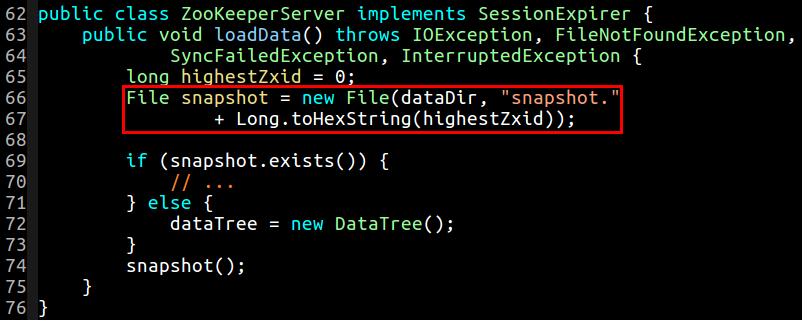 62 public class ZooKeeperServer implements SessionExpirer {
63     public void loadData() throws IOException, FileNotFoundException,
64             SyncFailedException, InterruptedException {
65         long highestZxid = 0;
66         File snapshot = new File(dataDir, "snapshot."
67                 + Long.toHexString(highestZxid));
68
69         if (snapshot.exists()) {
70             // ...
71         } else {
72             dataTree = new DataTree();
73         }
74         snapshot();
75     }
76 }